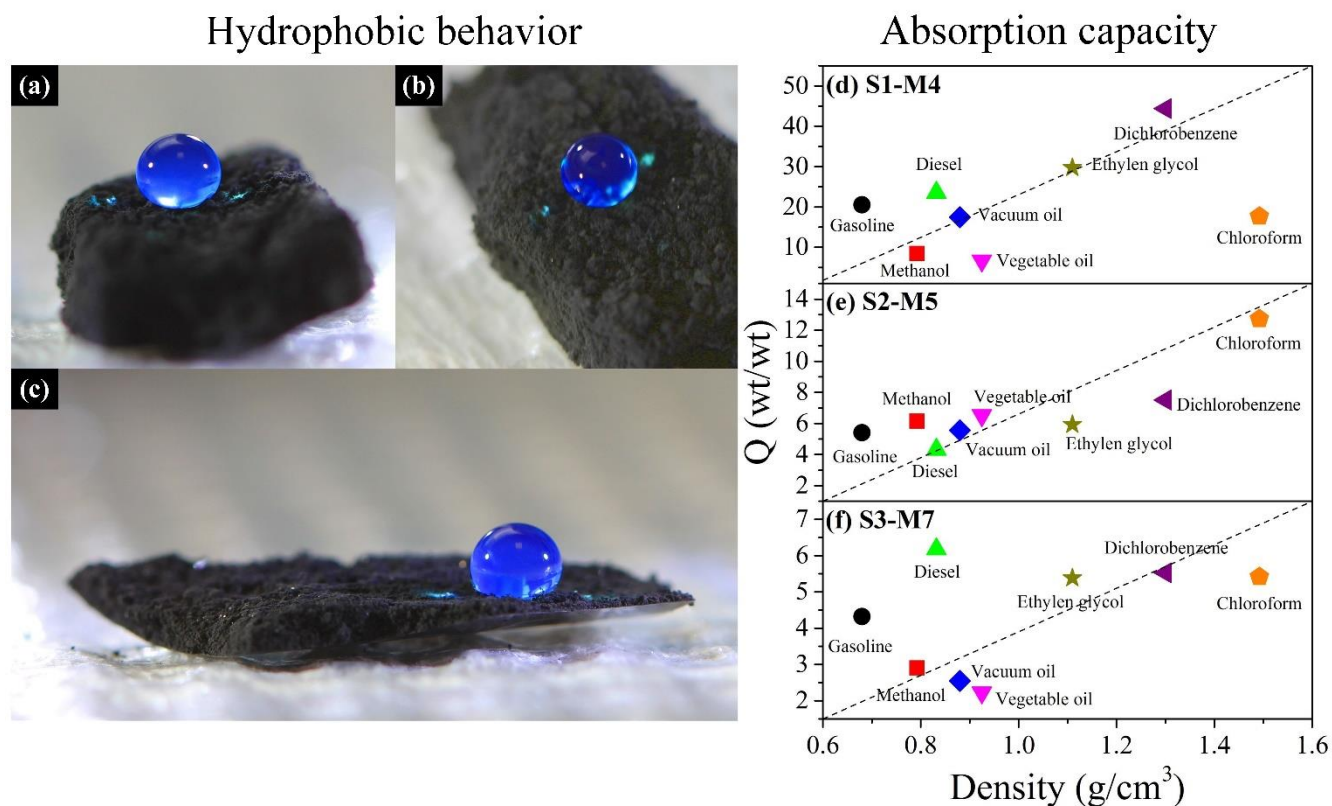 Hydrophobic behavior
Absorption capacity
(a)
(b)
(c)
Q (wt/wt)
50
40
30
20
10
(d) S1-M4
Dichlorobenzene
Diesel
Ethylen glycol
Gasoline
Vacuum oil
Chloroform
Methanol
Vegetable oil
14
12
10
8
6
4
2
(e) S2-M5
Chloroform
Methanol
Vegetable oil
Dichlorobenzene
Gasoline
Ethylen glycol
Vacuum oil
Diesel
7
6
5
4
3
2
(f) S3-M7
Dichlorobenzene
Diesel
Ethylen glycol
Chloroform
Gasoline
Vacuum oil
Methanol
Vegetable oil
0.6 0.8 1.0 1.2 1.4 1.6
Density (g/cm³)